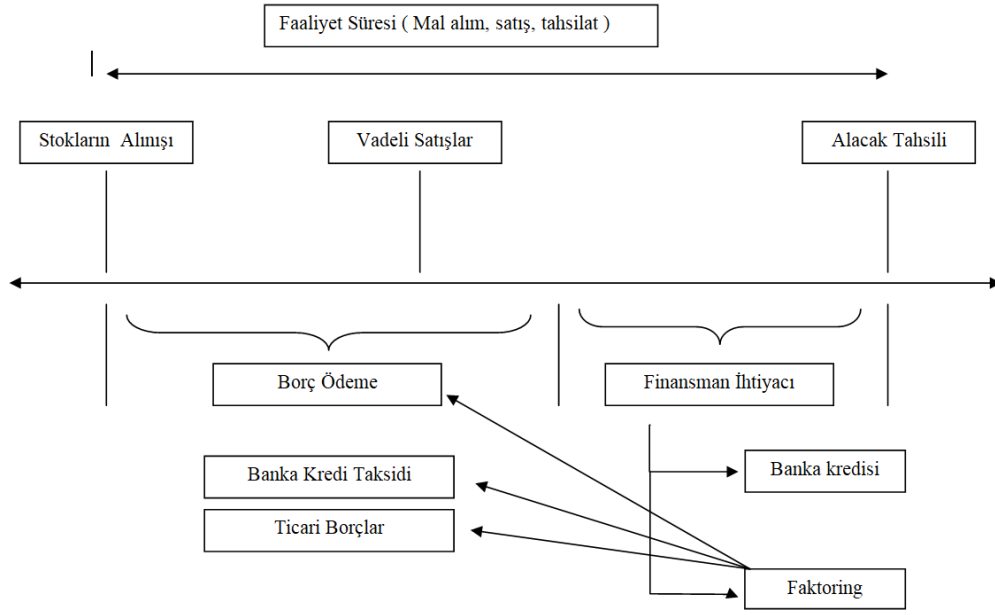 Faaliyet Süresi ( Mal alım, satış, tahsilat )
Stokların Alınışı
Vadeli Satışlar
Alacak Tahsili
Borç Ödeme
Finansman İhtiyacı
Banka Kredi Taksidi
Banka kredisi
Ticari Borçlar
Faktoring